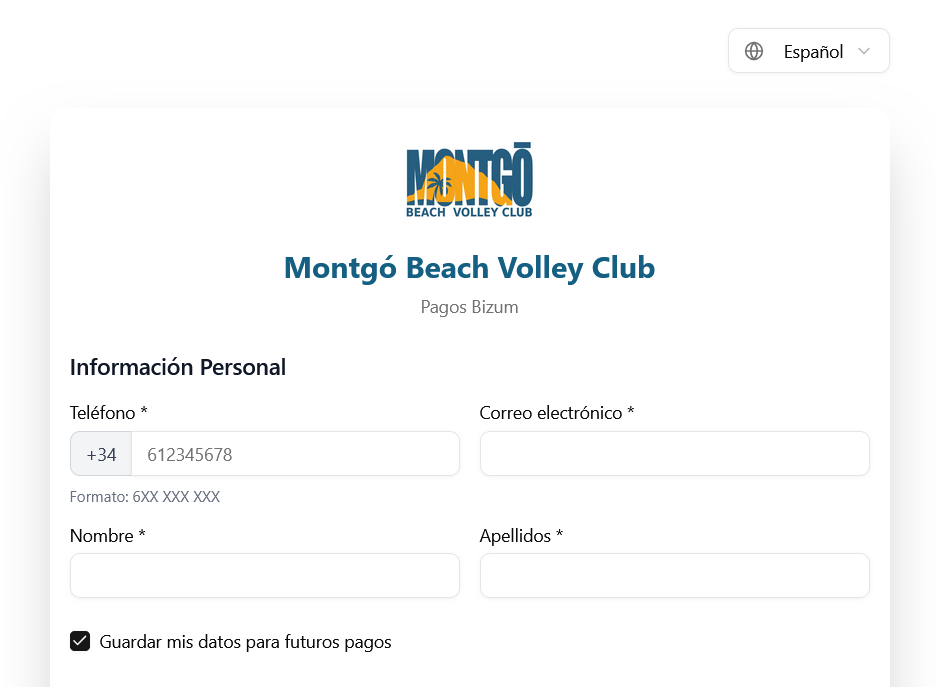 Español
MONTGŌ
BEACH VOLLEY CLUB
Montgó Beach Volley Club
Pagos Bizum
Información Personal
Teléfono *
Correo electrónico *
+34 612345678
Formato: 6XX XXX XXX
Nombre *
Apellidos *
Guardar mis datos para futuros pagos